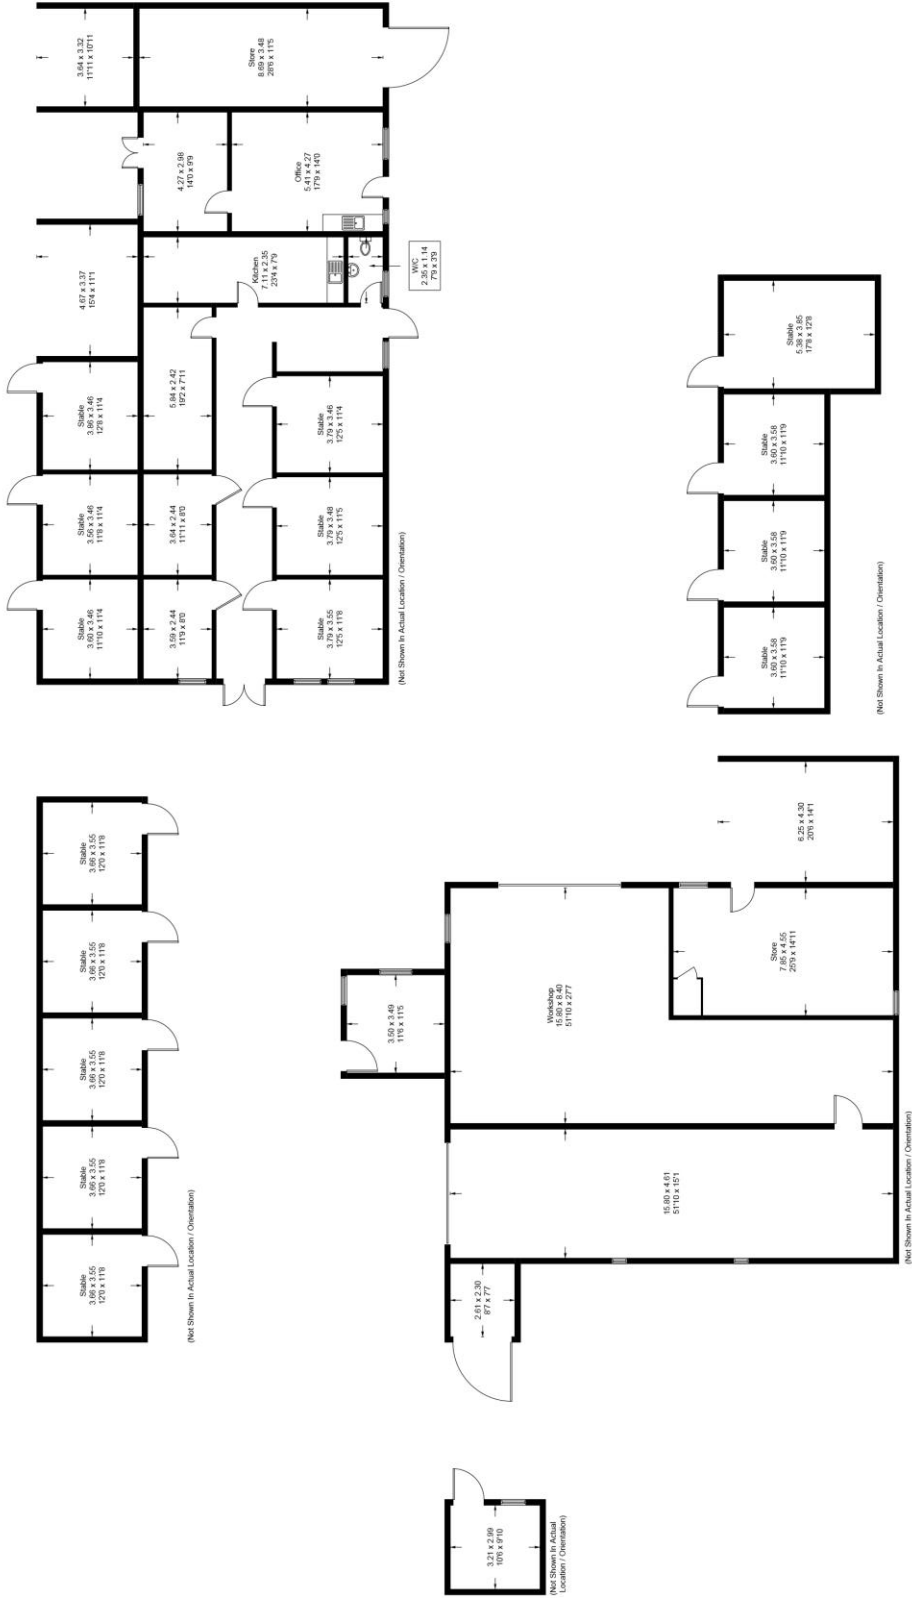 Stable
3.66 x 3.55
12'0 x 11'8
Stable
3.66 x 3.55
12'0 x 11'8
Stable
3.66 x 3.55
12'0 x 11'8
Stable
3.66 x 3.55
12'0 x 11'8
Stable
3.66 x 3.55
12'0 x 11'8
(Not Shown In Actual Location / Orientation)
Stable
3.60 x 3.46
11'10 x 11'4
Stable
3.56 x 3.46
11'8 x 11'4
Stable
3.86 x 3.46
12'8 x 11'4
4.67 x 3.37
15'4 x 11'1
3.64 x 3.32
11'11 x 10'11
3.59 x 2.44
11'9 x 8'0
3.64 x 2.44
11'11 x 8'0
5.84 x 2.42
19'2 x 7'11
Kitchen
7.11 x 2.35
23'4 x 7'9
4.27 x 2.98
14'0 x 9'9
Store
8.69 x 3.48
28'6 x 11'5
Office
5.41 x 4.27
17'9 x 14'0
Stable
3.79 x 3.55
12'5 x 11'8
Stable
3.79 x 3.48
12'5 x 11'5
Stable
3.79 x 3.46
12'5 x 11'4
W/C
2.35 x 1.14
7'9 x 3'9
(Not Shown In Actual Location / Orientation)
3.21 x 2.99
10'6 x 9'10
(Not Shown In Actual
Location / Orientation)
2.61 x 2.30
8'7 x 7'7
3.50 x 3.49
11'6 x 11'5
Workshop
15.80 x 8.40
51'10 x 27'7
15.80 x 4.61
51'10 x 15'1
Store
7.85 x 4.55
25'9 x 14'11
6.25 x 4.30
20'6 x 14'1
(Not Shown In Actual Location / Orientation)
Stable
3.60 x 3.58
11'10 x 11'9
Stable
3.60 x 3.58
11'10 x 11'9
Stable
3.60 x 3.58
11'10 x 11'9
Stable
5.38 x 3.85
17'8 x 12'8
(Not Shown In Actual Location / Orientation)